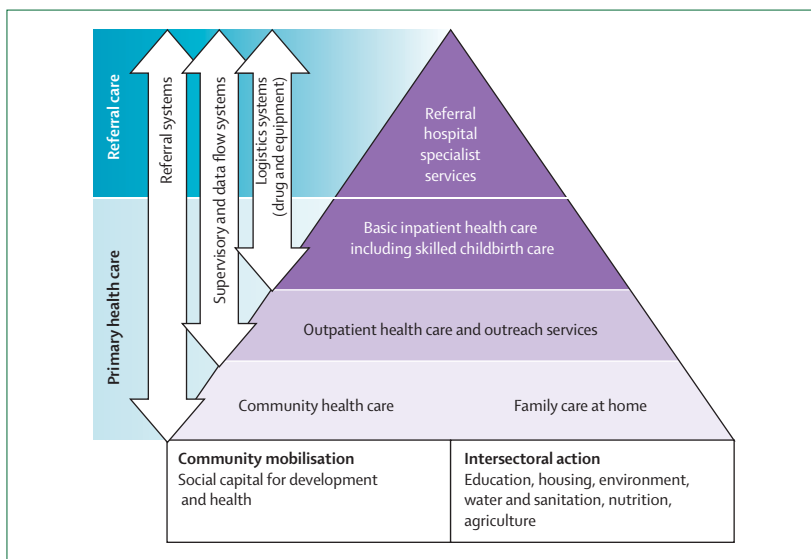 Referral care
Primary health care
Referral systems
Supervisory and data flow systems
Logistics systems
(drug and equipment)
Referral
hospital
specialist
services
Basic inpatient health care
including skilled childbirth care
Outpatient health care and outreach services
Community health care
Family care at home
Community mobilisation
Social capital for development
and health
Intersectoral action
Education, housing, environment,
water and sanitation, nutrition,
agriculture